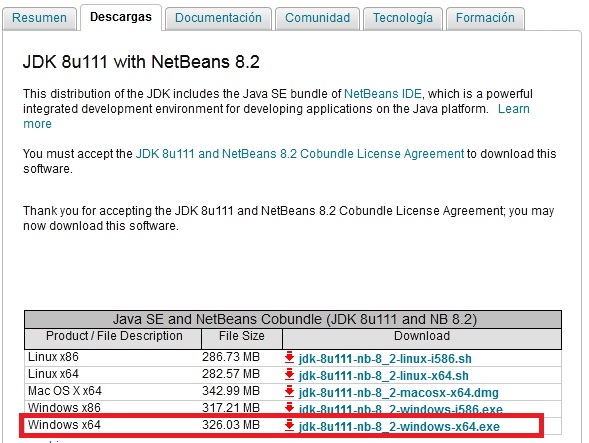 Resumen Descargas Documentación Comunidad Tecnología Formación
JDK 8u111 with NetBeans 8.2
This distribution of the JDK includes the Java SE bundle of NetBeans IDE, which is a powerful
integrated development environment for developing applications on the Java platform. Learn
more
You must accept the JDK 8u111 and NetBeans 8.2 Cobundle License Agreement to download this
software.
Thank you for accepting the JDK 8u111 and NetBeans 8.2 Cobundle License Agreement; you may
now download this software.
Java SE and NetBeans Cobundle (JDK 8u111 and NB 8.2)
Product / File Description File Size Download
Linux x86 286.73 MB jdk-8u111-nb-8_2-linux-i586.sh
Linux x64 282.57 MB jdk-8u111-nb-8_2-linux-x64.sh
Mac OS X x64 342.99 MB jdk-8u111-nb-8_2-macosx-x64.dmg
Windows x86 317.21 MB jdk-8u111-nb-8_2-windows-i586.exe
Windows x64 326.03 MB jdk-8u111-nb-8_2-windows-x64.exe